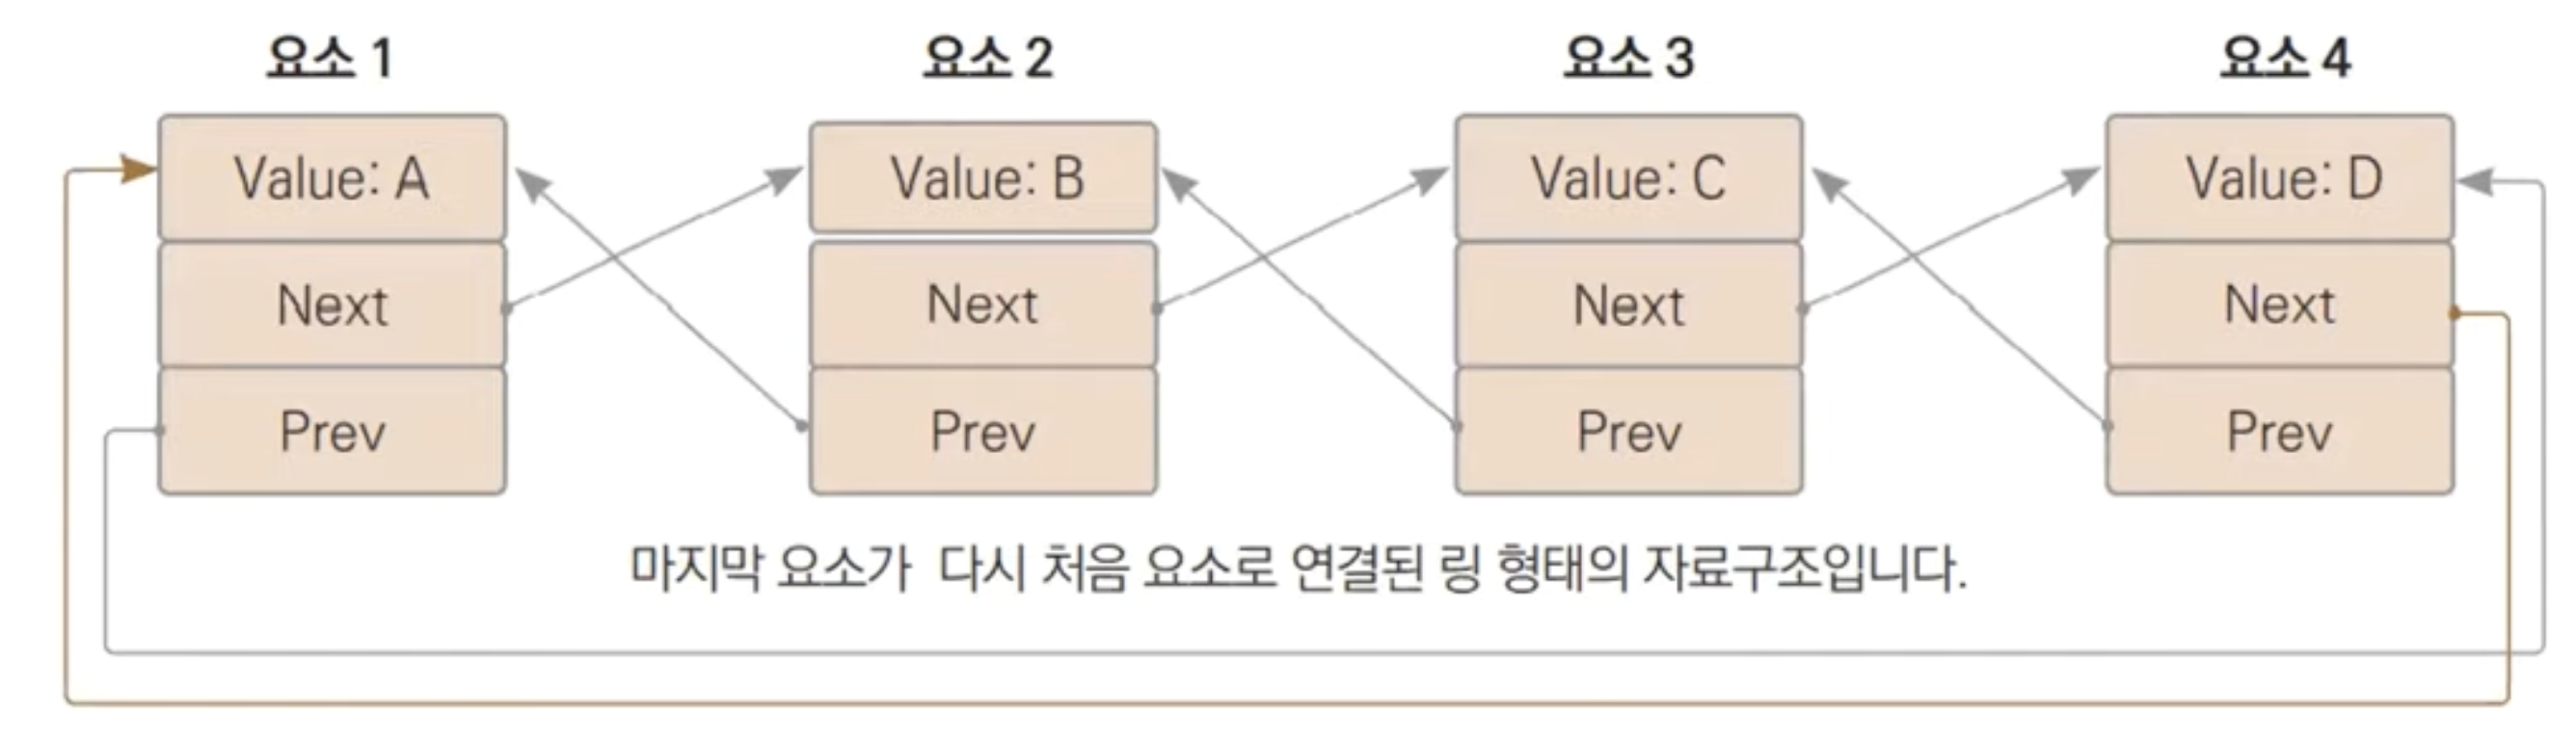 요소 1 요소 2 요소 3 요소 4
Value: A Value: B Value: C Value: D
Next Next Next Next
Prev Prev Prev Prev
마지막 요소가 다시 처음 요소로 연결된 링 형태의 자료구조입니다.